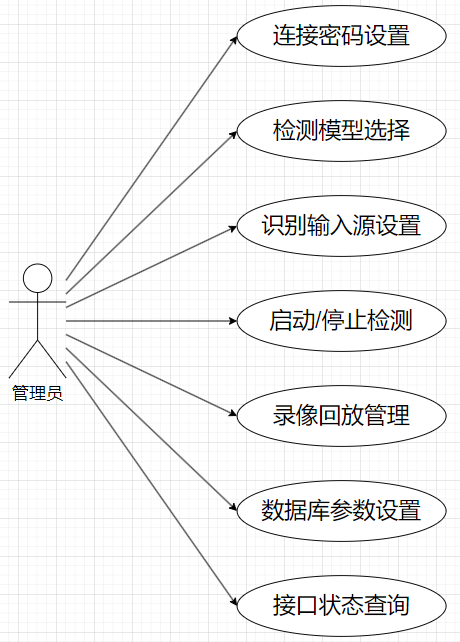 连接密码设置
检测模型选择
识别输入源设置
启动/停止检测
管理员
录像回放管理
数据库参数设置
接口状态查询